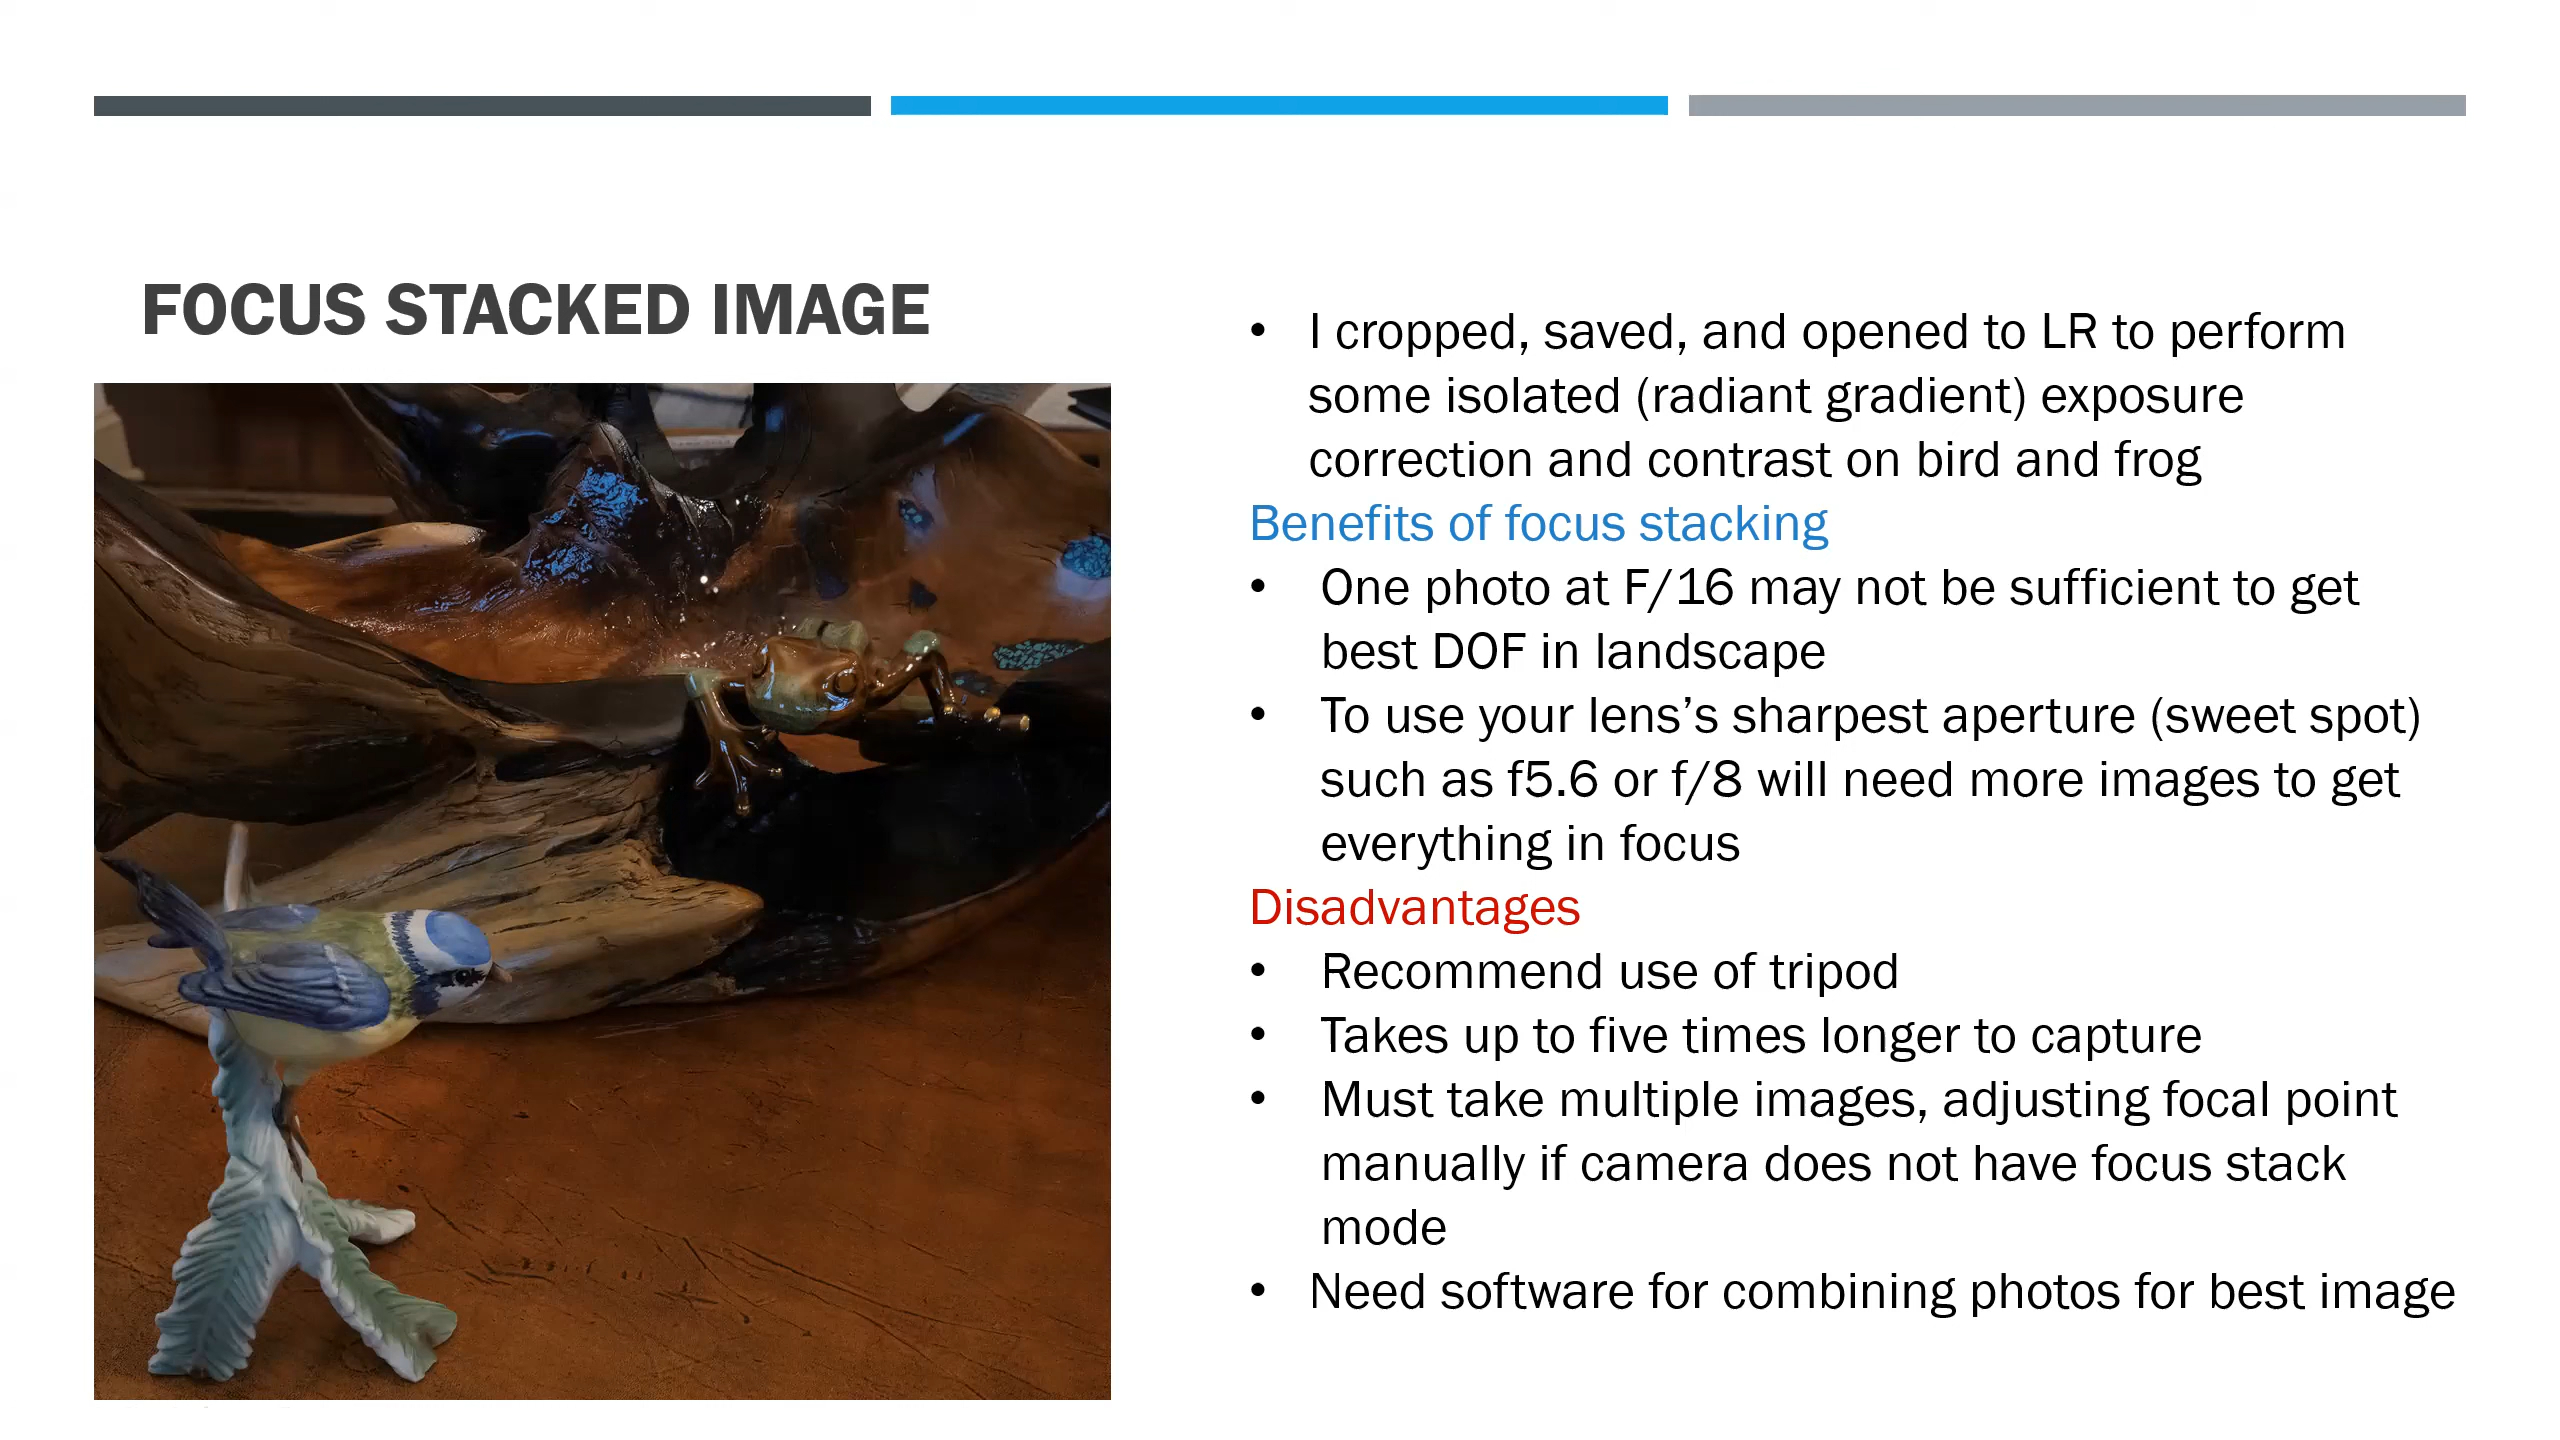 FOCUS STACKED IMAGE
• I cropped, saved, and opened to LR to perform
some isolated (radiant gradient) exposure
correction and contrast on bird and frog
Benefits of focus stacking
• One photo at F/16 may not be sufficient to get
best DOF in landscape
• To use your lens’s sharpest aperture (sweet spot)
such as f5.6 or f/8 will need more images to get
everything in focus
Disadvantages
• Recommend use of tripod
• Takes up to five times longer to capture
• Must take multiple images, adjusting focal point
manually if camera does not have focus stack
mode
• Need software for combining photos for best image